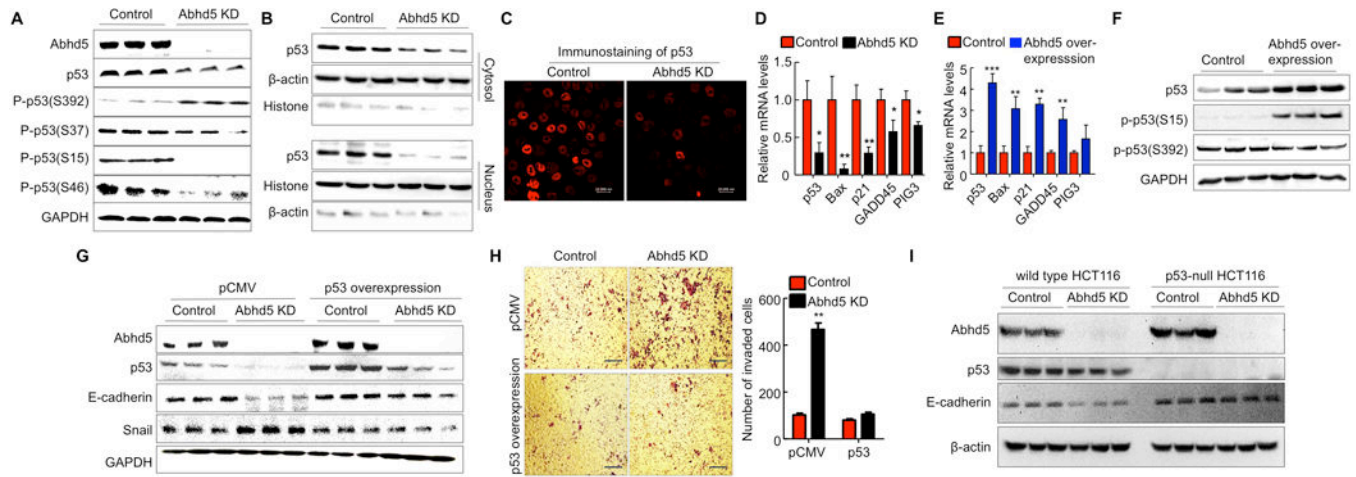 A
Control Abhd5 KD
Abhd5
p53
P-p53(S392)
P-p53(S37)
P-p53(S15)
P-p53(S46)
GAPDH
B
Control Abhd5 KD
p53
β-actin
Histone
Cytosol
p53
Histone
β-actin
Nucleus
C
Immunostaining of p53
Control Abhd5 KD
D
Control
Abhd5 KD
Relative mRNA levels
1.5
1.0
0.5
0
*
**
**
*
*
p53
Bax
p21
GADD45
PIG3
E
Control
Abhd5 over-
expresssion
Relative mRNA levels
5
4
3
2
1
0
***
**
**
**
p53
Bax
p21
GADD45
PIG3
F
Control
Abhd5 over-
expression
p53
p-p53(S15)
p-p53(S392)
GAPDH
G
pCMV p53 overexpression
Control Abhd5 KD Control Abhd5 KD
Abhd5
p53
E-cadherin
Snail
GAPDH
H
Control Abhd5 KD
pCMV
p53 overexpression
Control
Abhd5 KD
Number of invaded cells
600
400
200
0
**
pCMV p53
I
wild type HCT116 p53-null HCT116
Control Abhd5 KD Control Abhd5 KD
Abhd5
p53
E-cadherin
β-actin